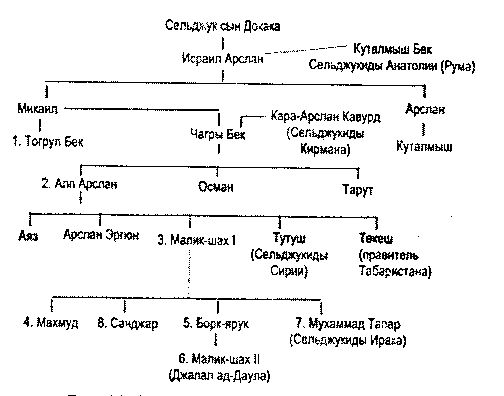 Сельджук сын Докака
Исраил Арслан
Куталмыш Бек
Сельджукиды Анатолии (Рума)
Микаил
Арслан
1. Тогрул Бек
Чагры Бек
Кара-Арслан Кавурд
(Сельджукиды
Кирмана)
Куталмыш
2. Алп Арслан
Осман
Тарут
Аяз
Арслан Эргюн
3. Малик-шах I
Тутуш
(Сельджукиды
Сирии)
Текеш
(правитель
Табаристана)
4. Махмуд
8. Санджар
5. Борк-ярук
7. Мухаммад Тапар
(Сельджукиды Ирака)
6. Малик-шах II
(Джалал ад-Даула)